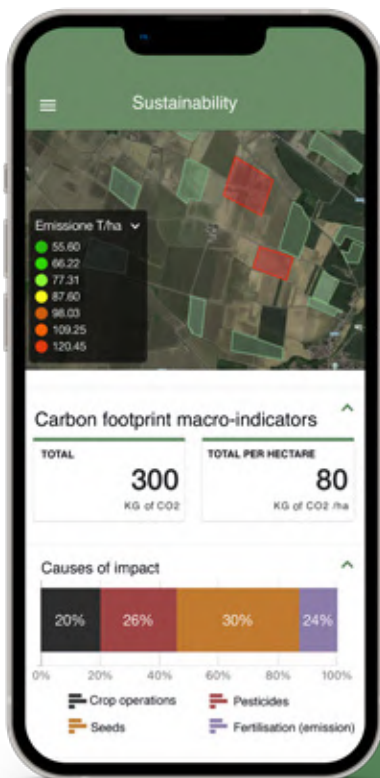 Sustainability
Emissione T/ha
55.60
66.22
77.31
87.60
98.03
109.25
120.45
Carbon footprint macro-indicators
TOTAL
300
KG of CO2
TOTAL PER HECTARE
80
KG of CO2 /ha
Causes of impact
20% 26% 30% 24%
0% 20% 40% 60% 80% 100%
Crop operations Pesticides
Seeds Fertilisation (emission)